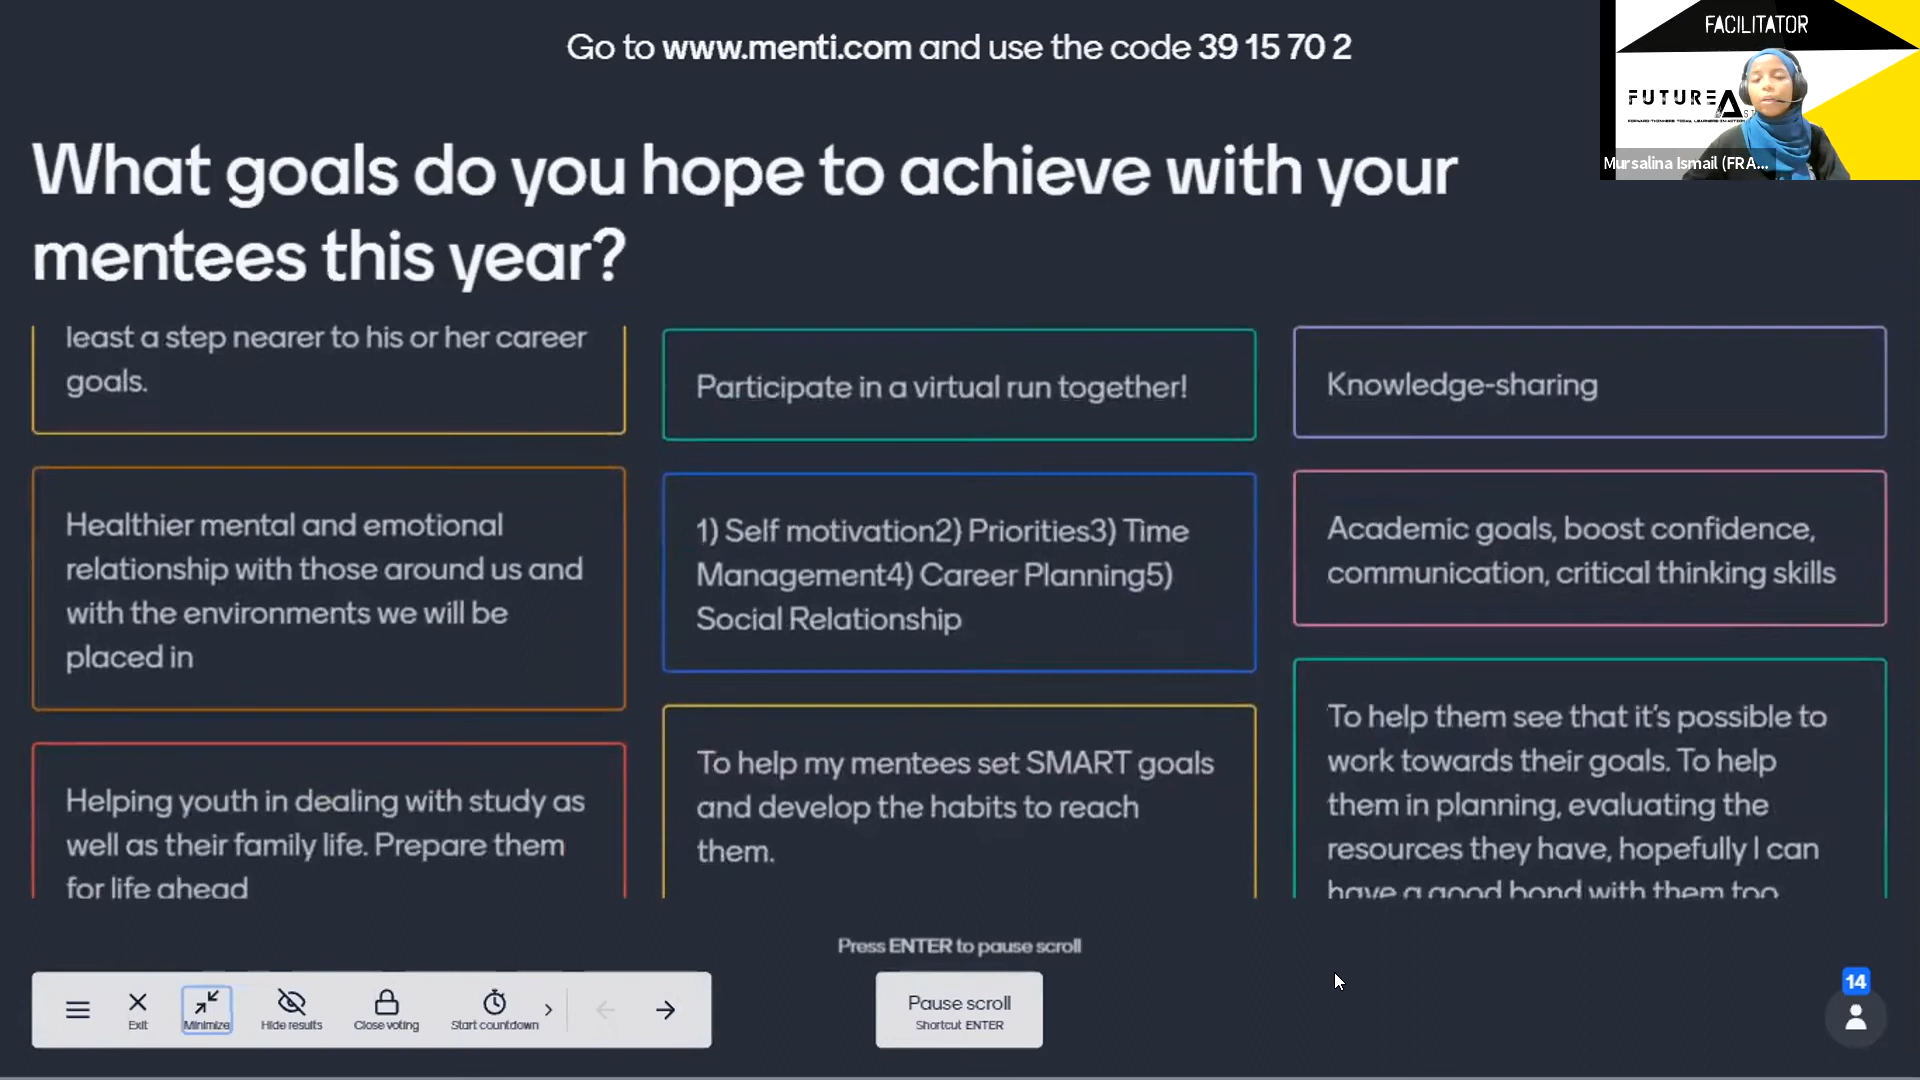 Go to www.menti.com and use the code 39 15 70 2
FACILITATOR
FUTURE
Mursalina Ismail (FRA...
What goals do you hope to achieve with your
mentees this year?
least a step nearer to his or her career
goals.
Healthier mental and emotional
relationship with those around us and
with the environments we will be
placed in
Helping youth in dealing with study as
well as their family life. Prepare them
for life ahead
Participate in a virtual run together!
1) Self motivation2) Priorities3) Time
Management4) Career Planning5)
Social Relationship
To help my mentees set SMART goals
and develop the habits to reach
them.
Knowledge-sharing
Academic goals, boost confidence,
communication, critical thinking skills
To help them see that it's possible to
work towards their goals. To help
them in planning, evaluating the
resources they have, hopefully I can
have a good bond with them too
Press ENTER to pause scroll
Exit
Minimize
Hide results
Close voting
Start countdown
Pause scroll
Shortcut ENTER
14